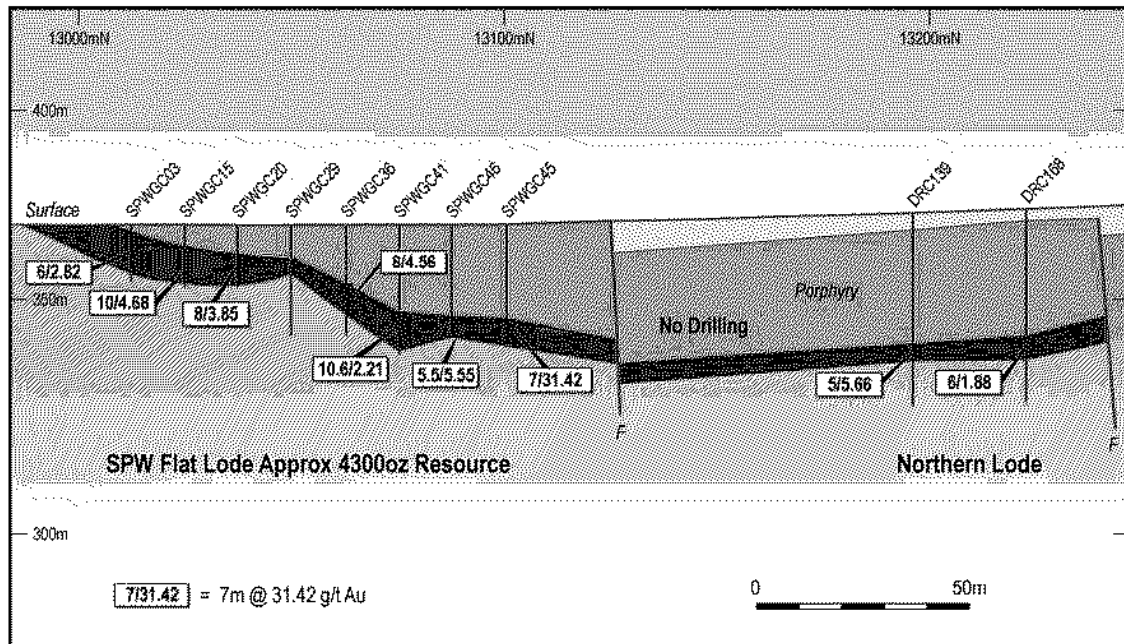 13000mN
13100mN
13200mN
400m
Surface
SPWGC03
SPWGC15
SPWGC20
SPWGC29
SPWGC36
SPWGC41
SPWGC46
SPWGC45
DRC139
DRC168
6/2.82
10/4.68
8/3.85
8/4.56
350m
Porphyry
No Drilling
10.6/2.21
5.5/5.55
7/31.42
5/5.66
6/1.88
F
F
SPW Flat Lode Approx 4300oz Resource
Northern Lode
300m
7/31.42 = 7m @ 31.42 g/t Au
0
50m